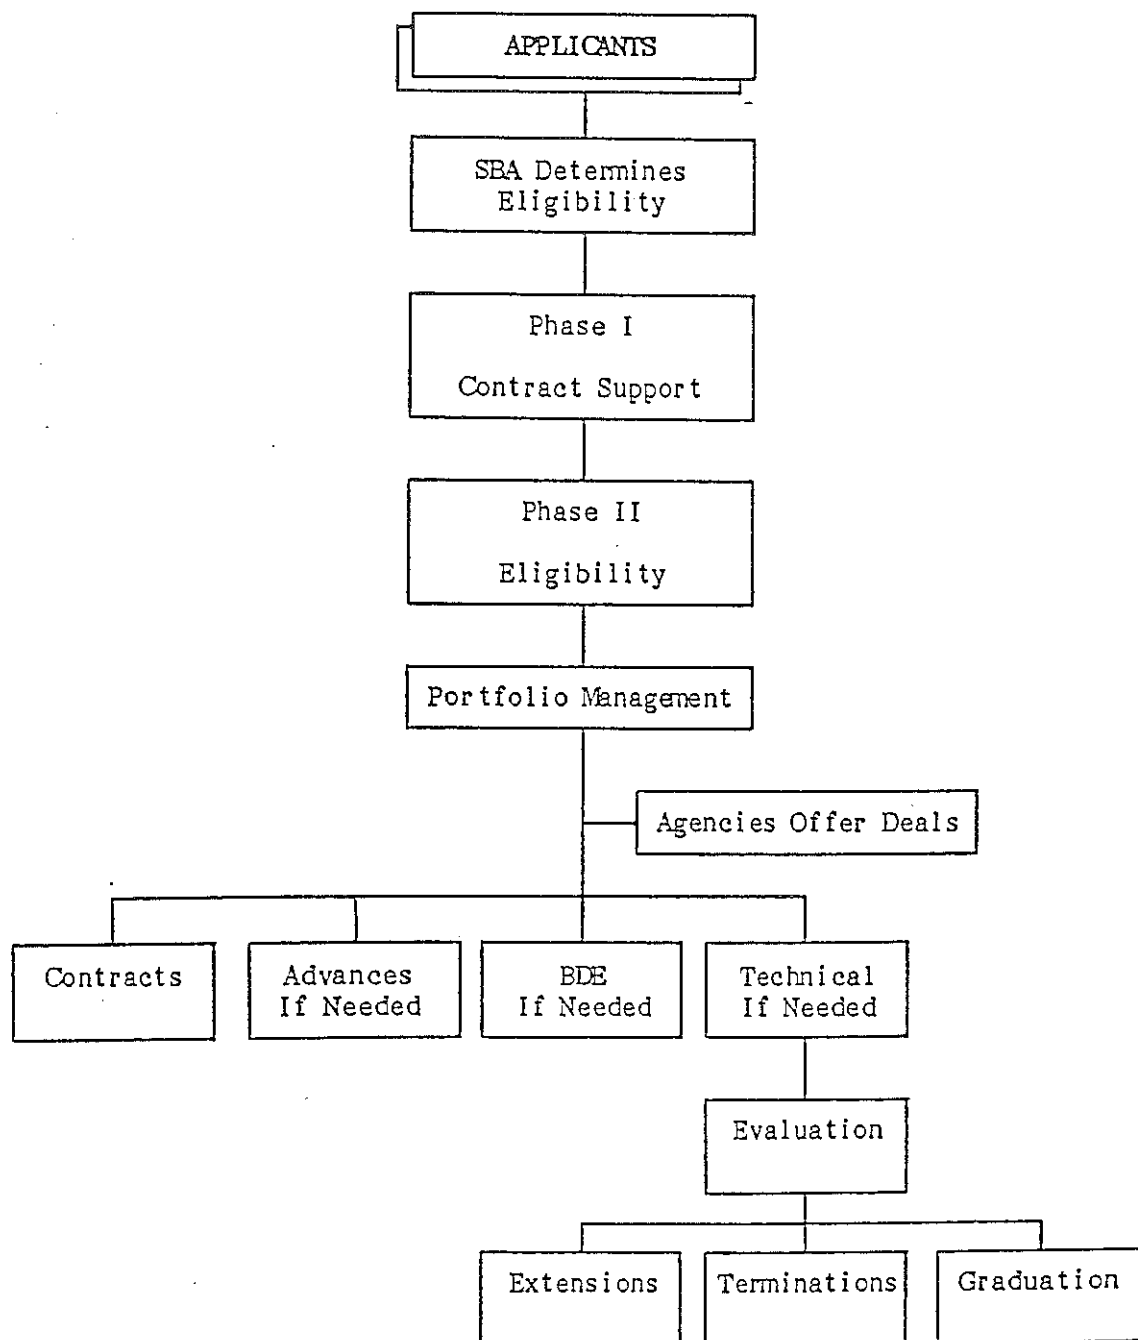 APPLICANTS
SBA Determines
Eligibility
Phase I
Contract Support
Phase II
Eligibility
Portfolio Management
Agencies Offer Deals
Contracts
Advances
If Needed
BDE
If Needed
Technical
If Needed
Evaluation
Extensions
Terminations
Graduation